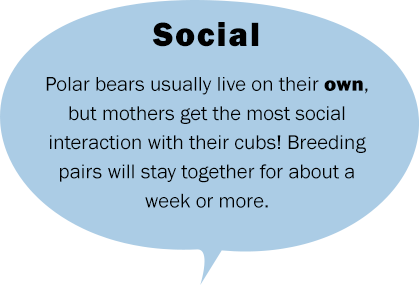 Social
Polar bears usually live on their own,
but mothers get the most social
interaction with their cubs! Breeding
pairs will stay together for about a
week or more.